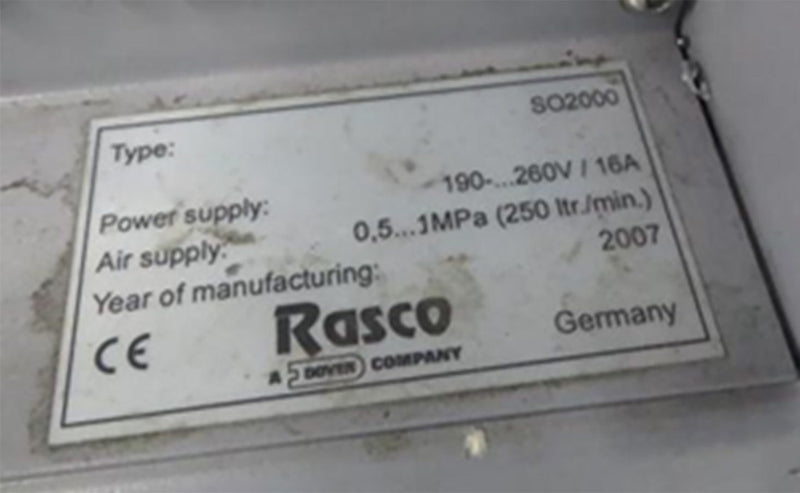 Type: SO2000
Power supply: 190-...260V / 16A
Air supply: 0,5...1MPa (250 ltr./min.)
Year of manufacturing: 2007
CE Rasco Germany
A DOVER COMPANY